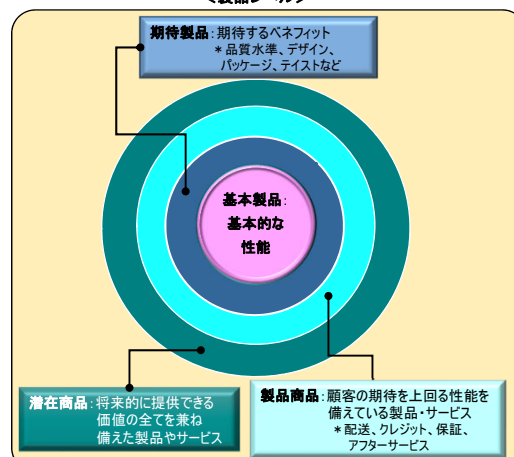 期待製品：期待するベネフィット
＊品質水準、デザイン、
パッケージ、テイストなど
基本製品：
基本的な
性能
潜在商品：将来的に提供できる
価値の全てを兼ね
備えた製品やサービス
製品商品：顧客の期待を上回る性能を
備えている製品・サービス
＊配送、クレジット、保証、
アフターサービス